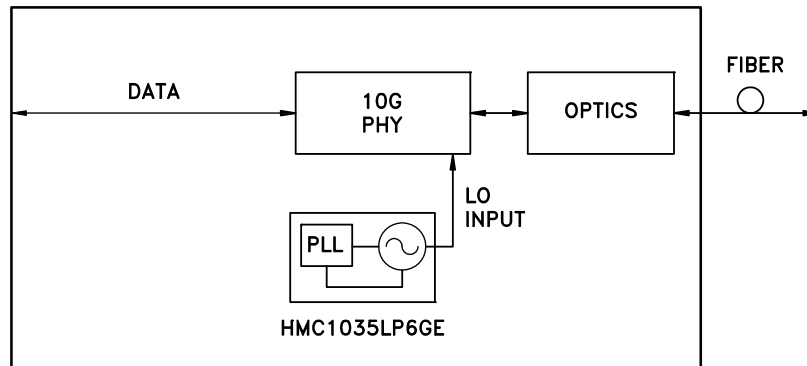 DATA
10G
PHY
OPTICS
FIBER
LO
INPUT
PLL
HMC1035LP6GE